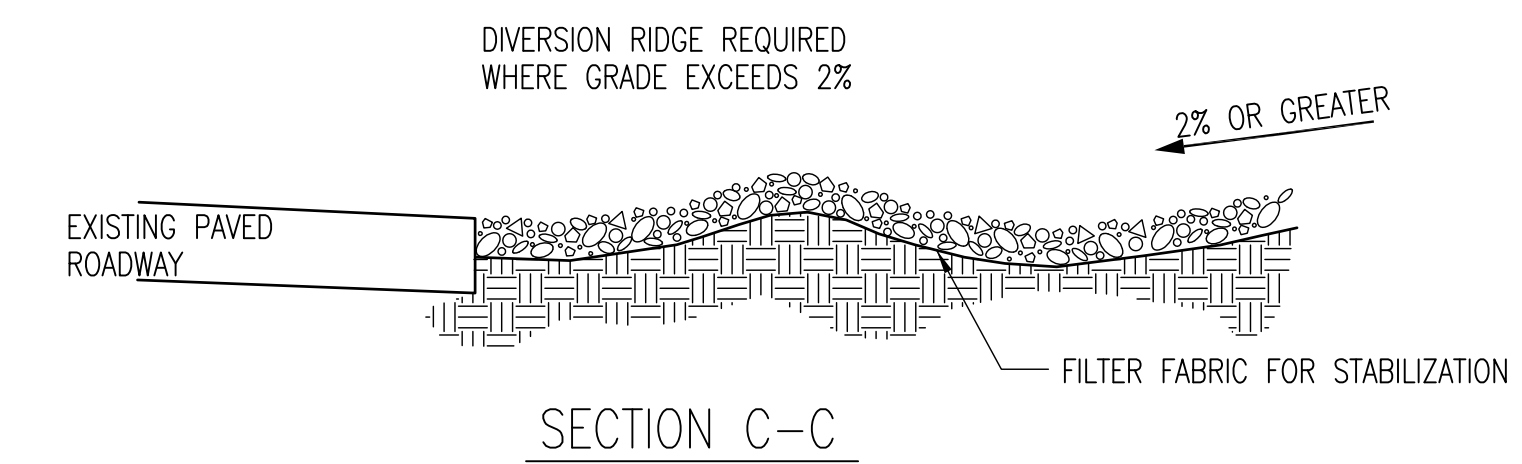 DIVERSION RIDGE REQUIRED
WHERE GRADE EXCEEDS 2%
2% OR GREATER
EXISTING PAVED
ROADWAY
FILTER FABRIC FOR STABILIZATION
SECTION C-C